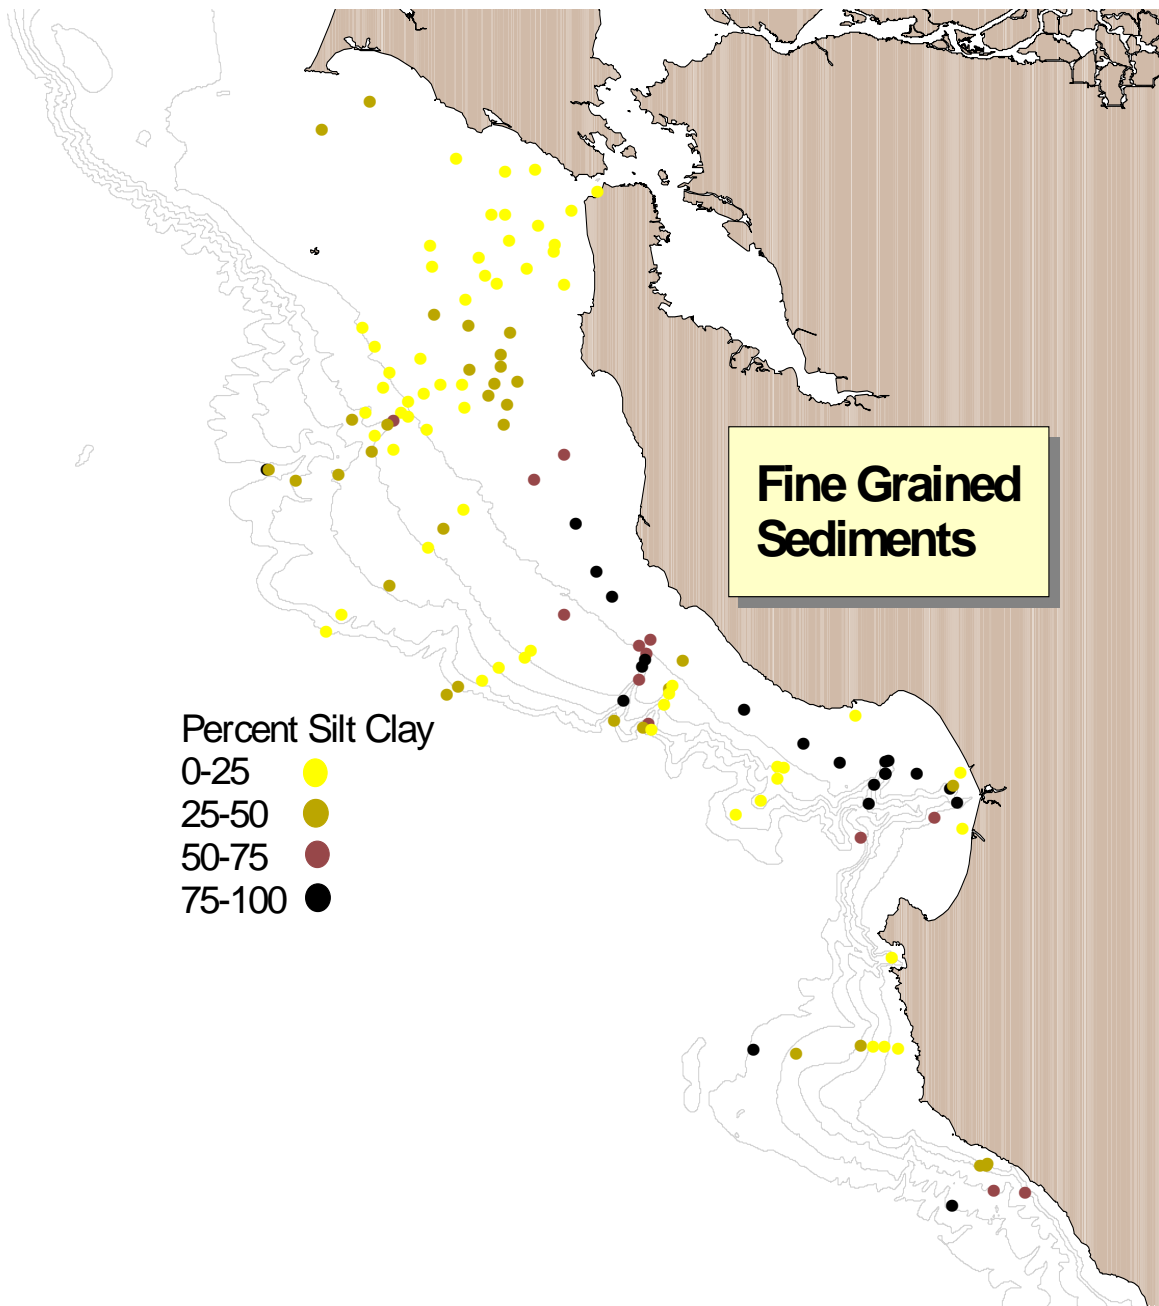 Fine Grained
Sediments
Percent Silt Clay
0-25
25-50
50-75
75-100